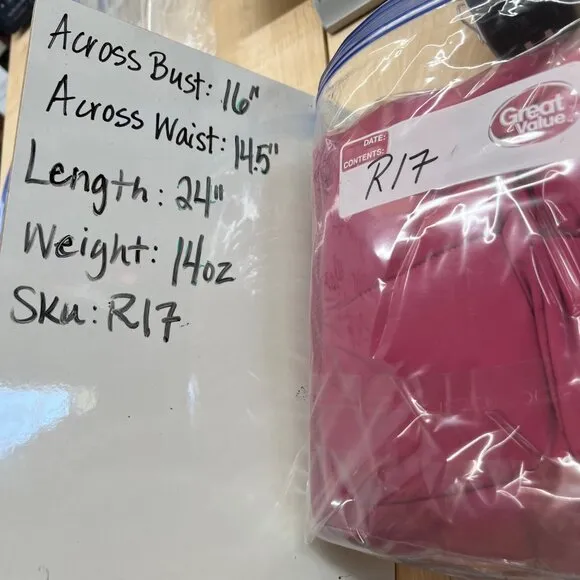 Across Bust: 16"
Across Waist: 14.5"
Length: 24"
Weight: 14oz
Sku: R17
Great Value
DATE:
CONTENTS:
R17